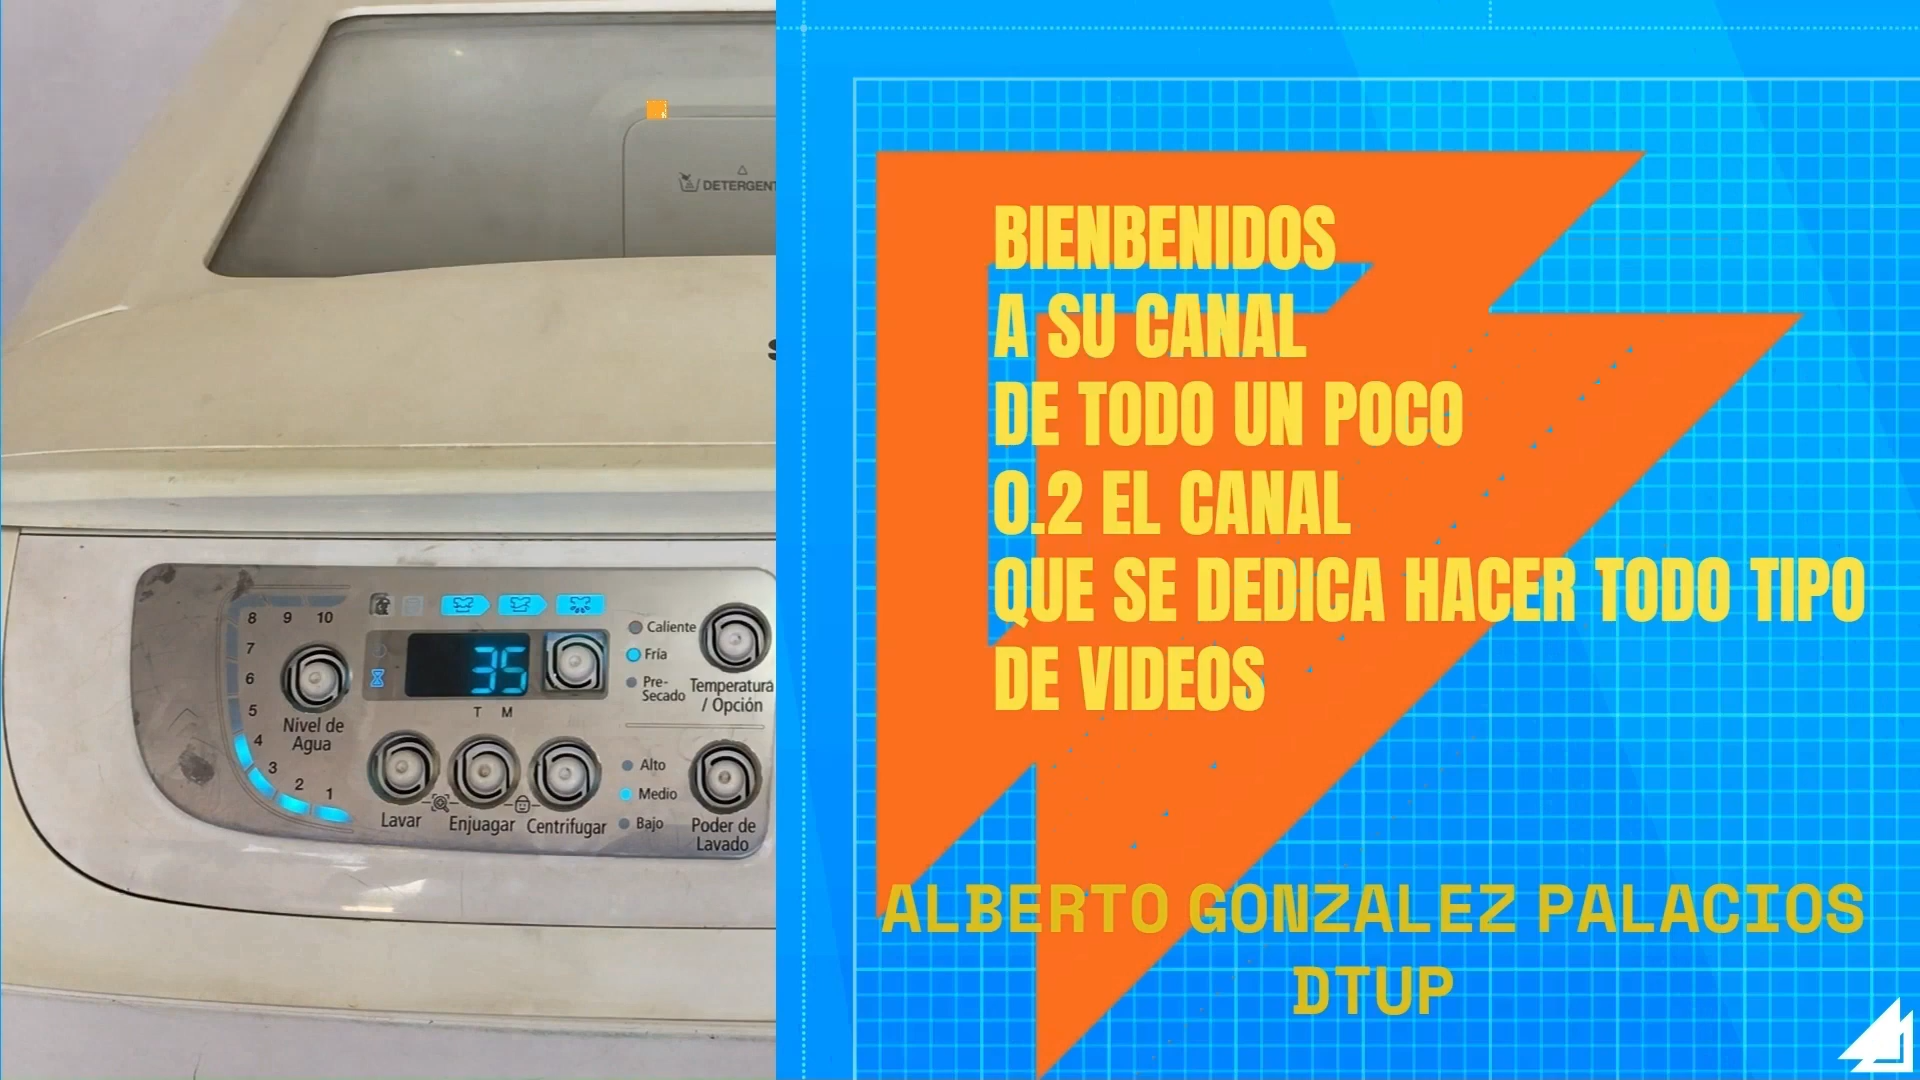 DETERGENT
S
8 9 10
7
6
5
4
3
2
1
Nivel de
Agua
35
T M
Caliente
Fría
Pre-
Secado
Temperatura
/ Opción
Lavar
Enjuagar
Centrifugar
Alto
Medio
Bajo
Poder de
Lavado
BIENBENIDOS
A SU CANAL
DE TODO UN POCO
0.2 EL CANAL
QUE SE DEDICA HACER TODO TIPO
DE VIDEOS
ALBERTO GONZALEZ PALACIOS
DTUP